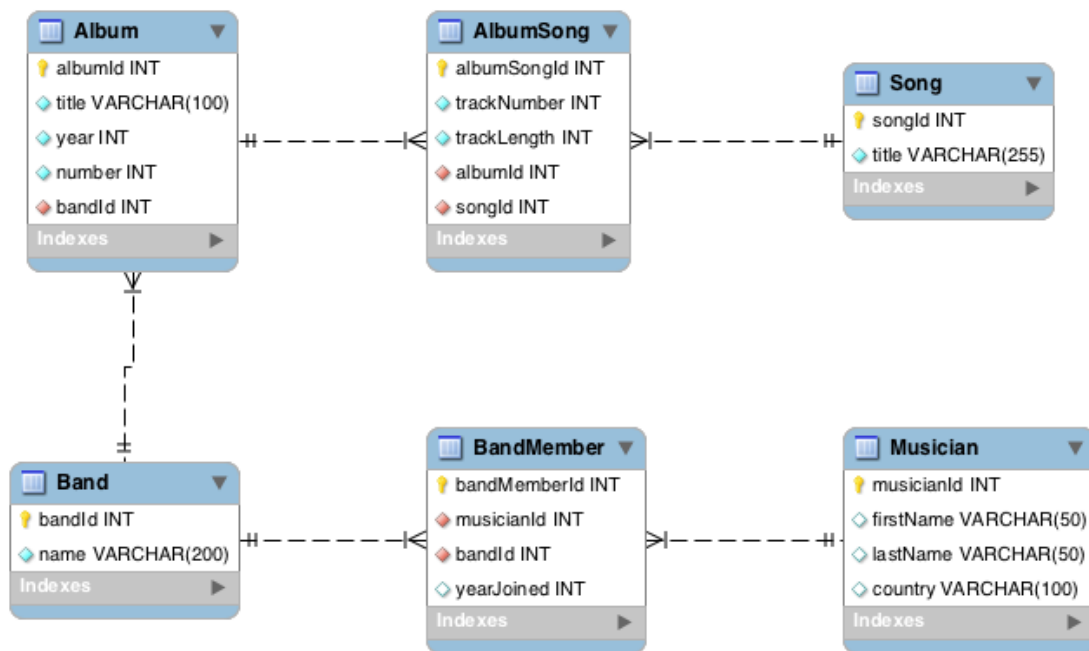 Album
albumId INT
title VARCHAR(100)
year INT
number INT
bandId INT
Indexes
AlbumSong
albumSongId INT
trackNumber INT
trackLength INT
albumId INT
songId INT
Indexes
Song
songId INT
title VARCHAR(255)
Indexes
Band
bandId INT
name VARCHAR(200)
Indexes
BandMember
bandMemberId INT
musicianId INT
bandId INT
yearJoined INT
Indexes
Musician
musicianId INT
firstName VARCHAR(50)
lastName VARCHAR(50)
country VARCHAR(100)
Indexes